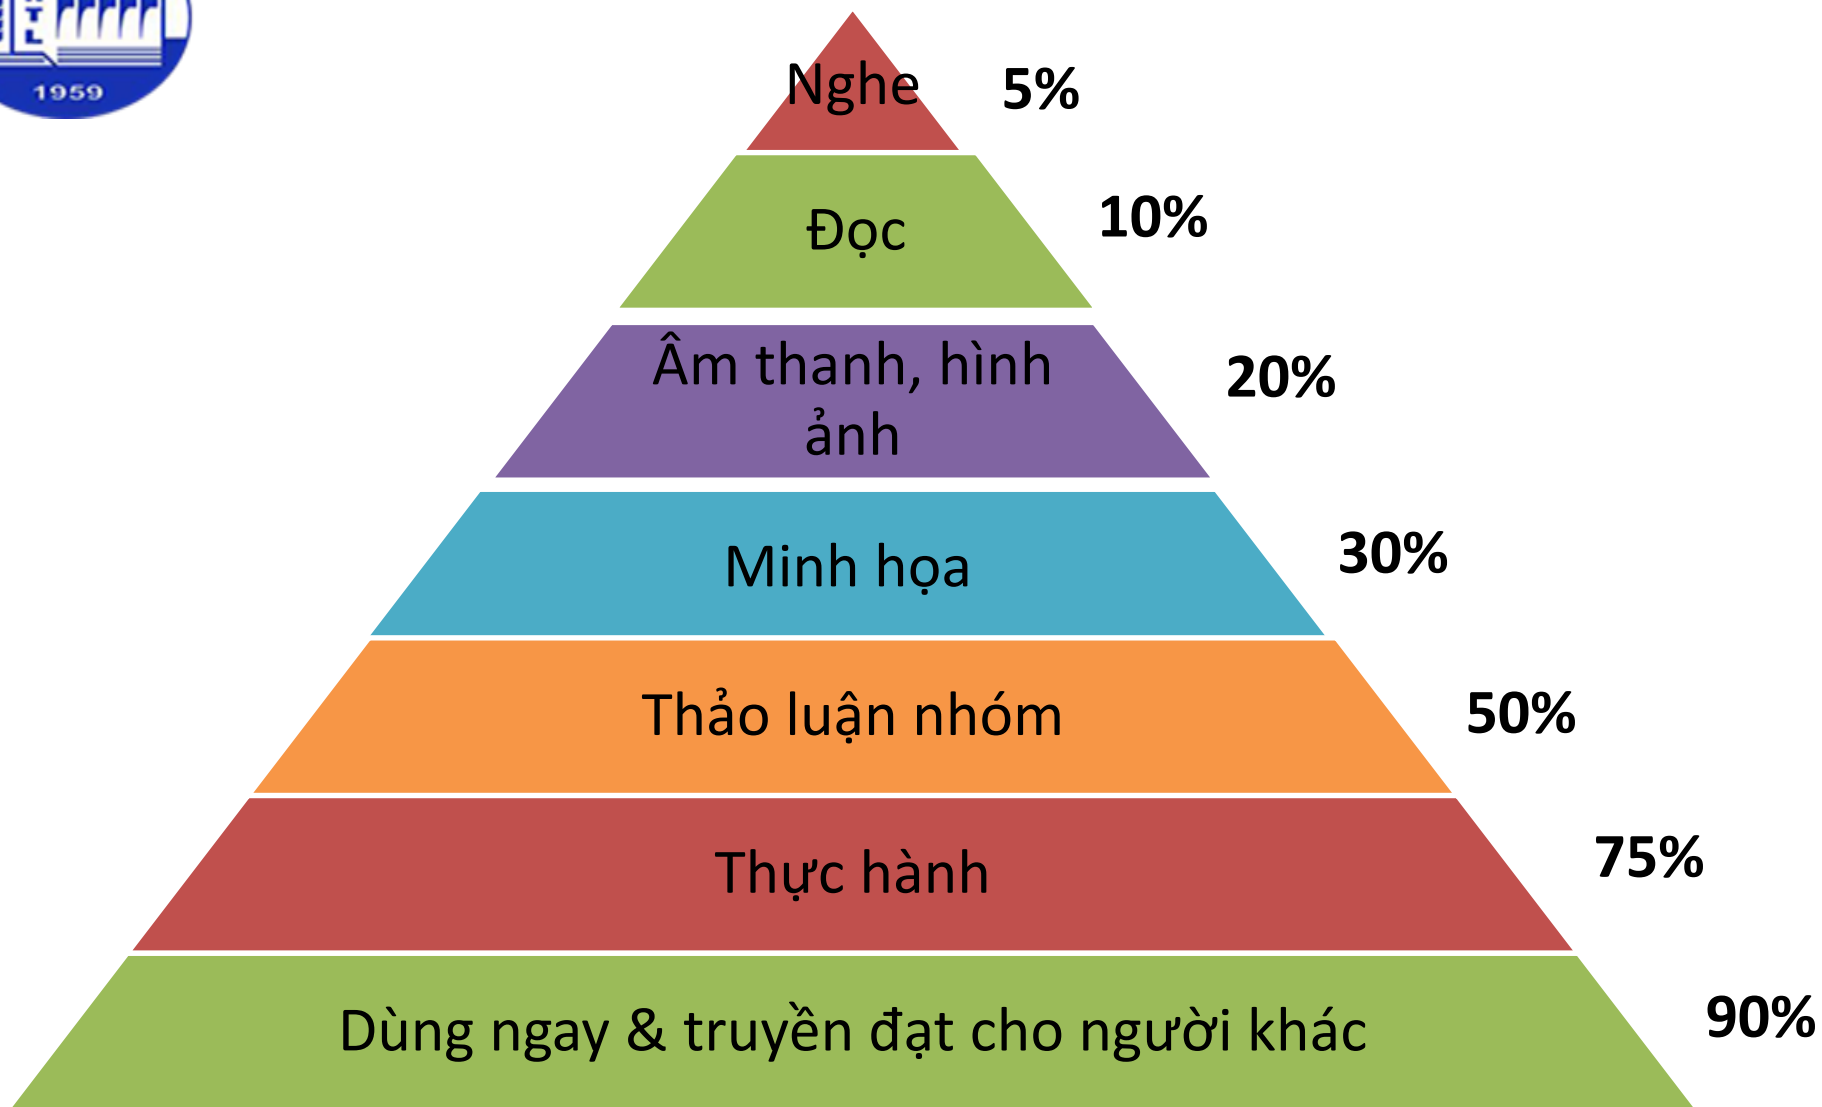 TL
1959
Nghe
5%
Đọc
10%
Âm thanh, hình
ảnh
20%
Minh họa
30%
Thảo luận nhóm
50%
Thực hành
75%
Dùng ngay & truyền đạt cho người khác
90%